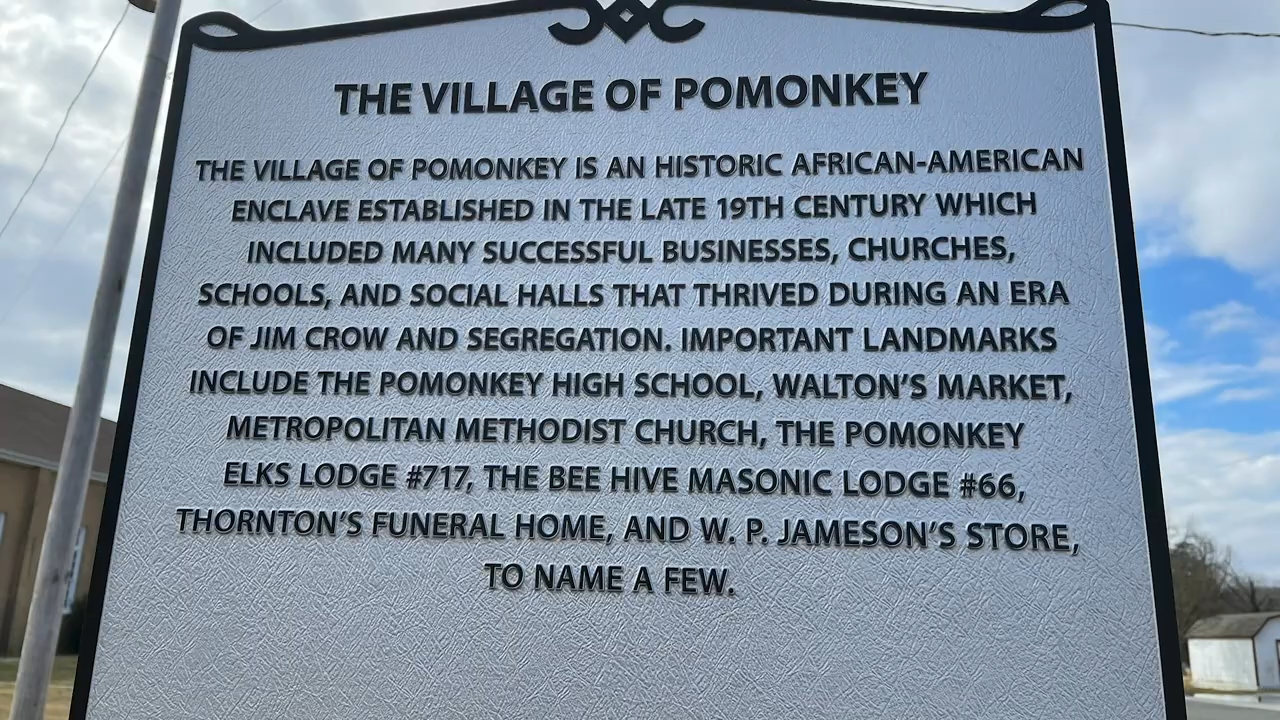 THE VILLAGE OF POMONKEY
THE VILLAGE OF POMONKEY IS AN HISTORIC AFRICAN-AMERICAN
ENCLAVE ESTABLISHED IN THE LATE 19TH CENTURY WHICH
INCLUDED MANY SUCCESSFUL BUSINESSES, CHURCHES,
SCHOOLS, AND SOCIAL HALLS THAT THRIVED DURING AN ERA
OF JIM CROW AND SEGREGATION. IMPORTANT LANDMARKS
INCLUDE THE POMONKEY HIGH SCHOOL, WALTON'S MARKET,
METROPOLITAN METHODIST CHURCH, THE POMONKEY
ELKS LODGE #717, THE BEE HIVE MASONIC LODGE #66,
THORNTON'S FUNERAL HOME, AND W. P. JAMESON'S STORE,
TO NAME A FEW.